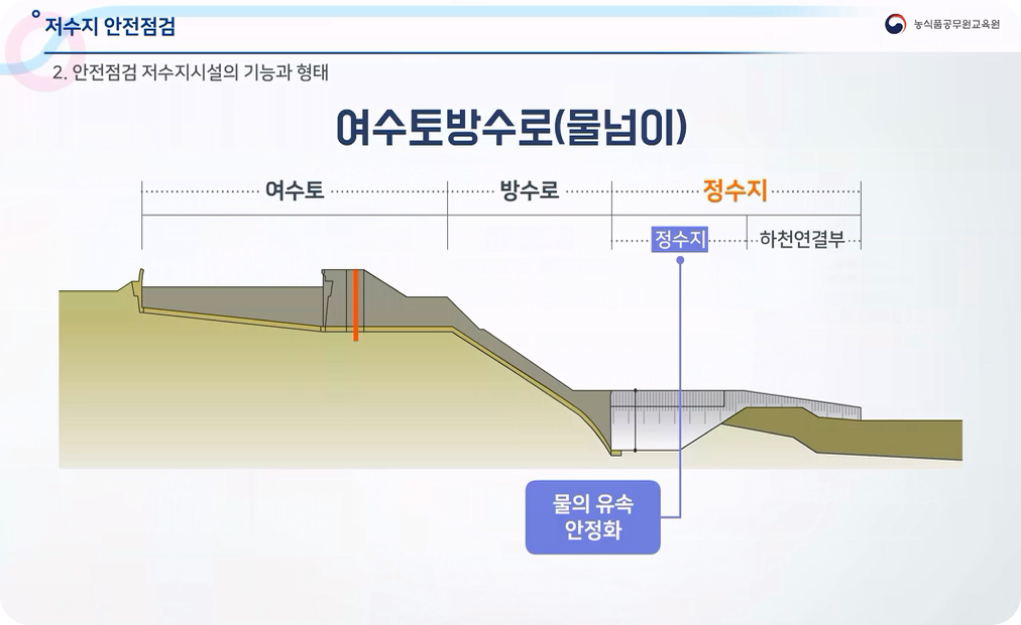 저수지 안전점검
농식품공무원교육원
2. 안전점검 저수지시설의 기능과 형태
여수토방수로(물넘이)
여수토 방수로 정수지
정수지 하천연결부
물의 유속
안정화